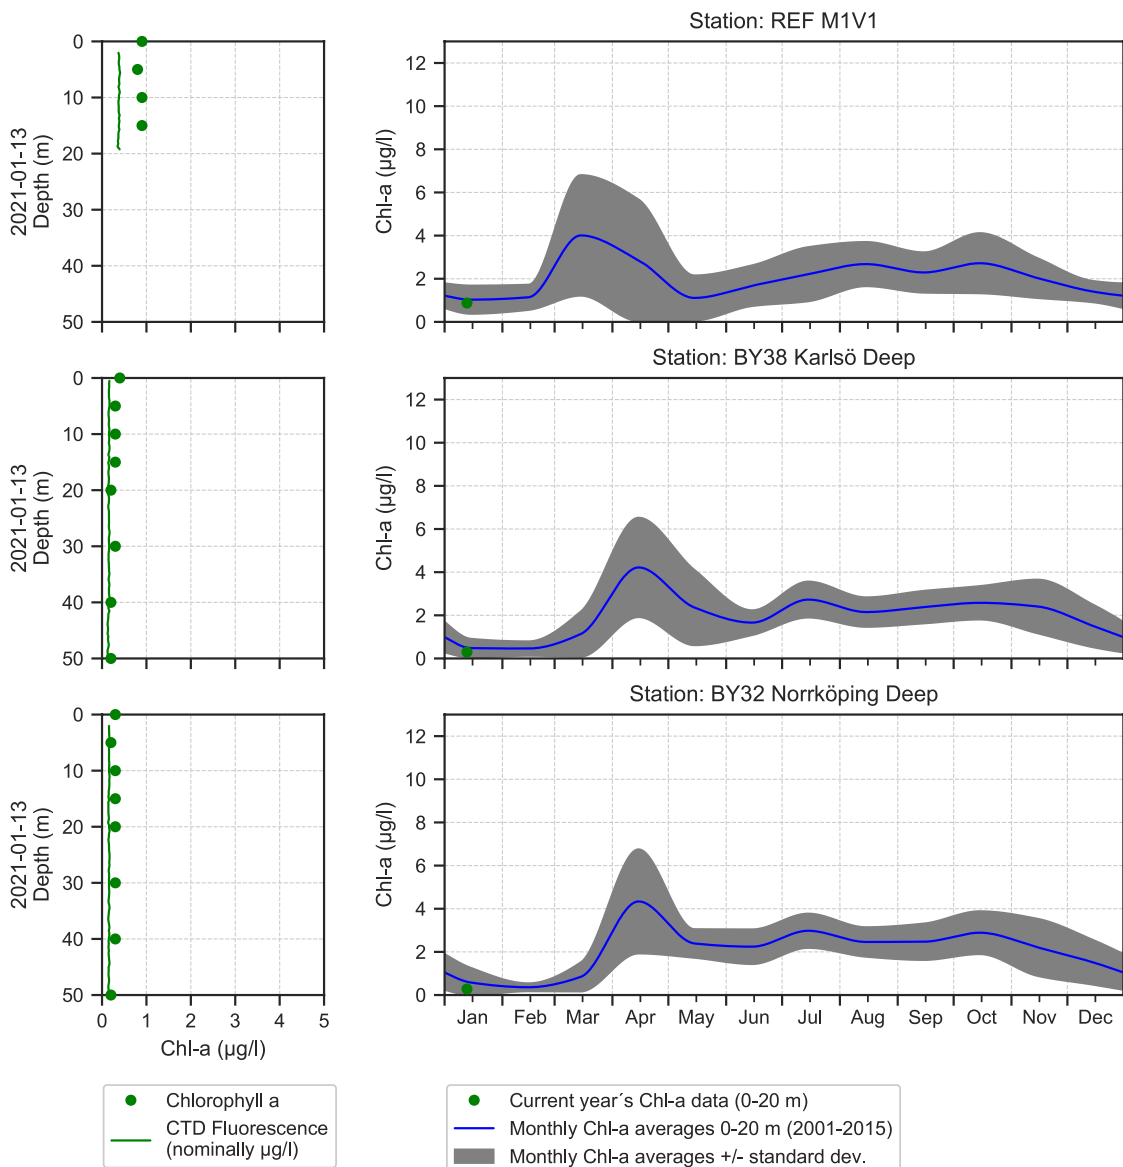 Station: REF M1V1
0
10
20
30
40
50
2021-01-13
Depth (m)
12
10
8
6
4
2
0
Chl-a (µg/l)
Station: BY38 Karlsö Deep
0
10
20
30
40
50
2021-01-13
Depth (m)
12
10
8
6
4
2
0
Chl-a (µg/l)
Station: BY32 Norrköping Deep
0
10
20
30
40
50
2021-01-13
Depth (m)
0 1 2 3 4 5
Chl-a (µg/l)
12
10
8
6
4
2
0
Chl-a (µg/l)
Jan Feb Mar Apr May Jun Jul Aug Sep Oct Nov Dec
Chlorophyll a
CTD Fluorescence
(nominally µg/l)
Current year´s Chl-a data (0-20 m)
Monthly Chl-a averages 0-20 m (2001-2015)
Monthly Chl-a averages +/- standard dev.